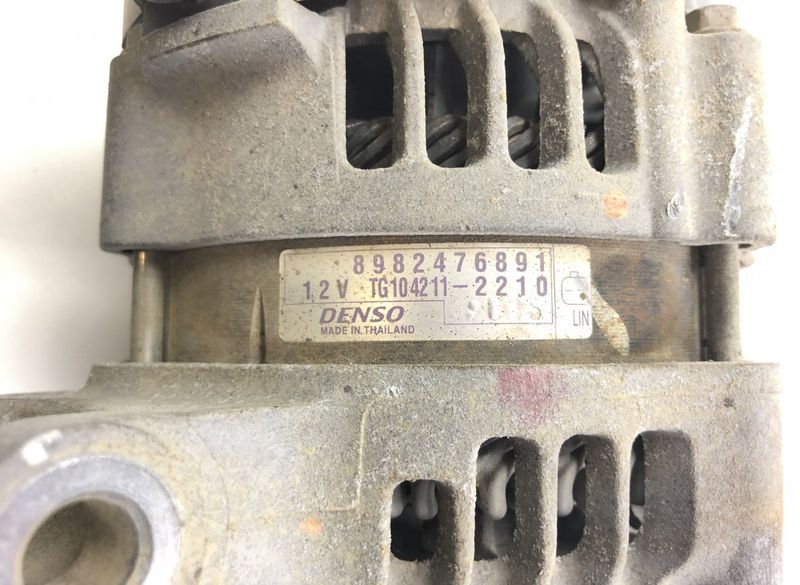 8982476891
12V TG104211-2210
DENSO
MADE IN THAILAND
LIN